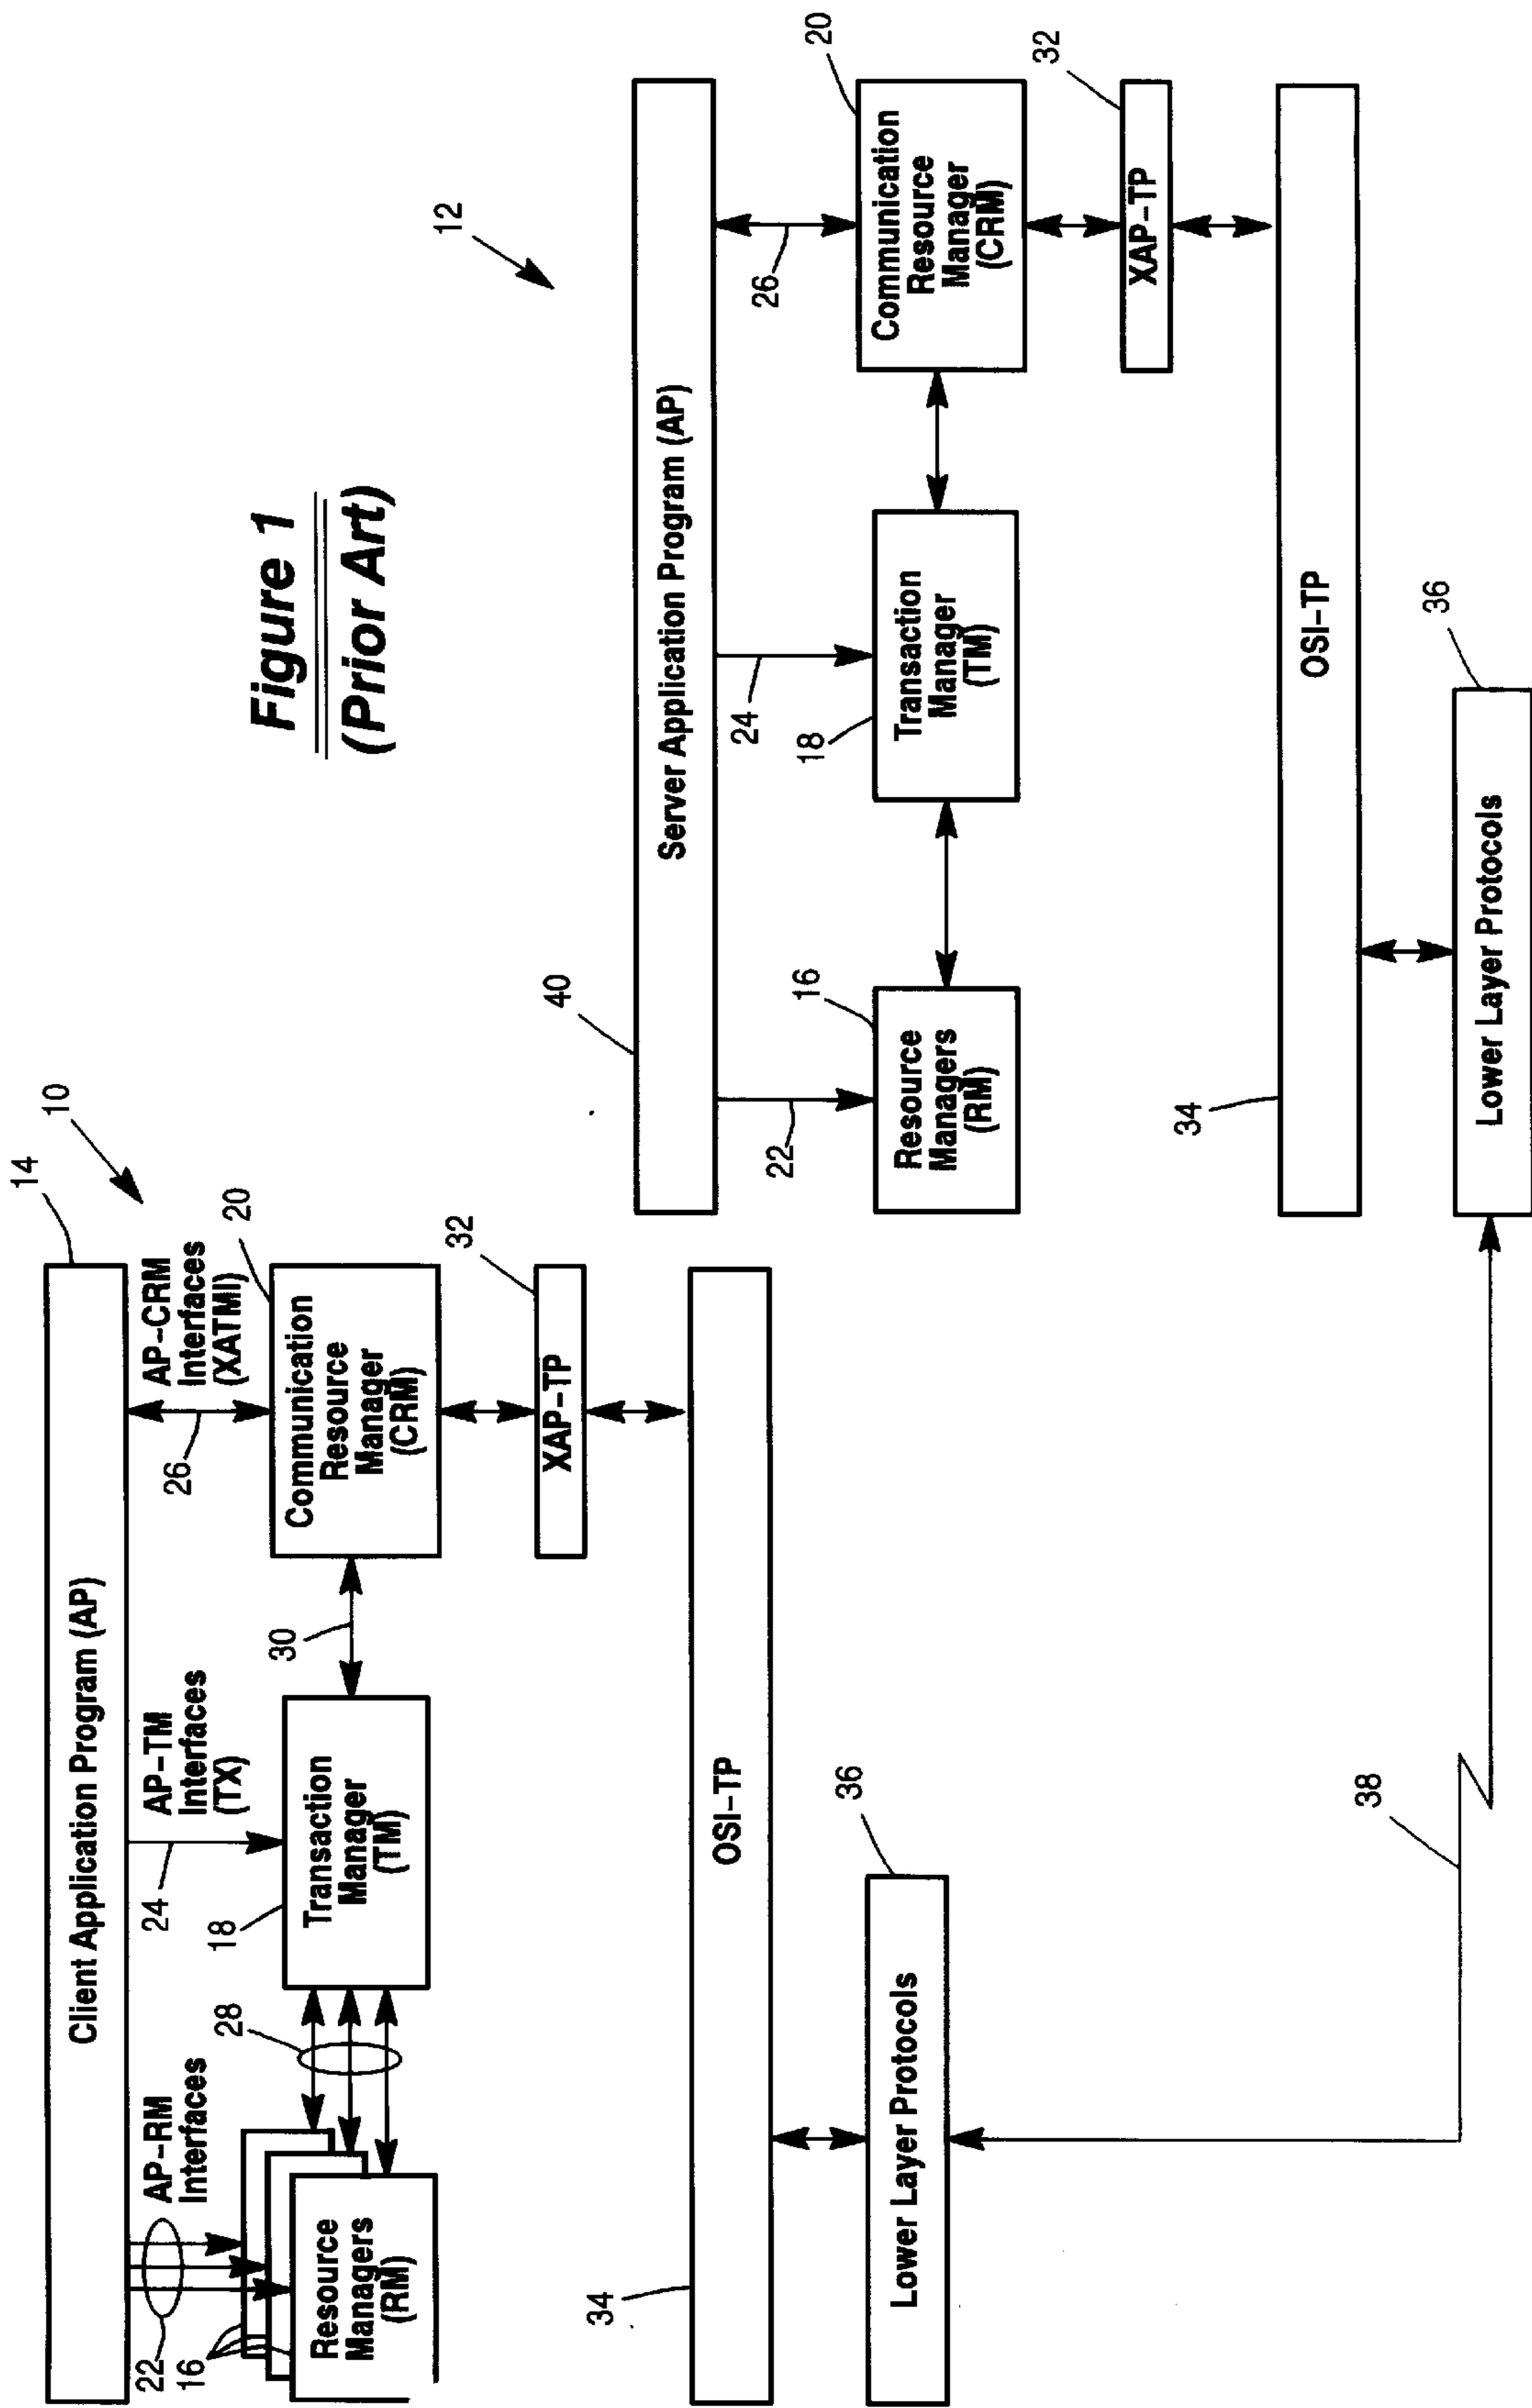 Figure 1
(Prior Art)
10
14
Client Application Program (AP)
AP-RM
Interfaces
AP-TM
Interfaces
(TX)
AP-CRM
Interfaces
(XATMI)
22
24
26
16
18
20
28
30
Resource
Managers
(RM)
Transaction
Manager
(TM)
Communication
Resource
Manager
(CRM)
32
XAP-TP
34
OSI-TP
36
Lower Layer Protocols
38
12
40
Server Application Program (AP)
22
24
26
16
18
20
Resource
Managers
(RM)
Transaction
Manager
(TM)
Communication
Resource
Manager
(CRM)
32
XAP-TP
34
OSI-TP
36
Lower Layer Protocols